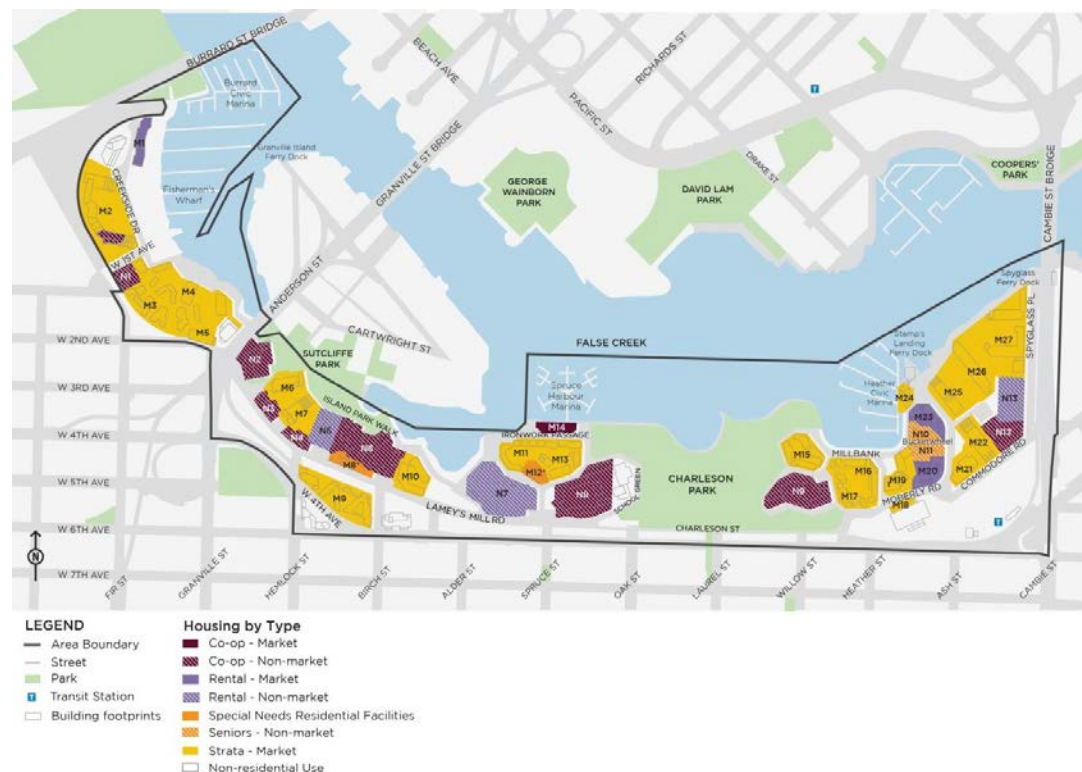 BURRARD ST BRIDGE
Burrard
Civic
Marina
BEACH AVE
RICHARDS ST
PACIFIC ST
Granville Island
Ferry Dock
GRANVILLE ST BRIDGE
DRAKE ST
COOPERS'
PARK
CAMBIE ST BROIGE
M1
CREEKSIDE DR
Fisherman's
Wharf
GEORGE
WAINBORN
PARK
DAVID LAM
PARK
M2
W 1ST AVE
N1
M3
M4
M5
ANDERSON ST
Spyglass
Ferry Dock
SPYGLASS PL
CARTWRIGHT ST
FALSE CREEK
Stamp's
Landing
Ferry Dock
W 2ND AVE
N2
SUTCLIFFE
PARK
M27
M26
M25
W 3RD AVE
M6
N3
M7
ISLAND PARK WALK
Spruce
Harbour
Marina
Heather
Civic
Marina
M24
N13
W 4TH AVE
N4
N5
N6
M14
IRONWORK PASSAGE
M23
N10
Bucketwheel
N11
N12
M22
M8*
M10
M11
M13
M12*
M15
MILLBANK
M16
M20
M21
COMMODORE RD
W 5TH AVE
M9
W 4TH AVE
LAMEY'S MILL RD
N7
N8
SCHOOL GREEN
CHARLESON
PARK
N9
M17
M19
M18
MOBERLY RD
W 6TH AVE
CHARLESON ST
N
W 7TH AVE
FIR ST
GRANVILLE ST
HEMLOCK ST
BIRCH ST
ALDER ST
SPRUCE ST
OAK ST
LAUREL ST
WILLOW ST
HEATHER ST
ASH ST
CAMBIE ST
LEGEND
Area Boundary
Street
Park
T Transit Station
Building footprints
Housing by Type
Co-op - Market
Co-op - Non-market
Rental - Market
Rental - Non-market
Special Needs Residential Facilities
Seniors - Non-market
Strata - Market
Non-residential Use